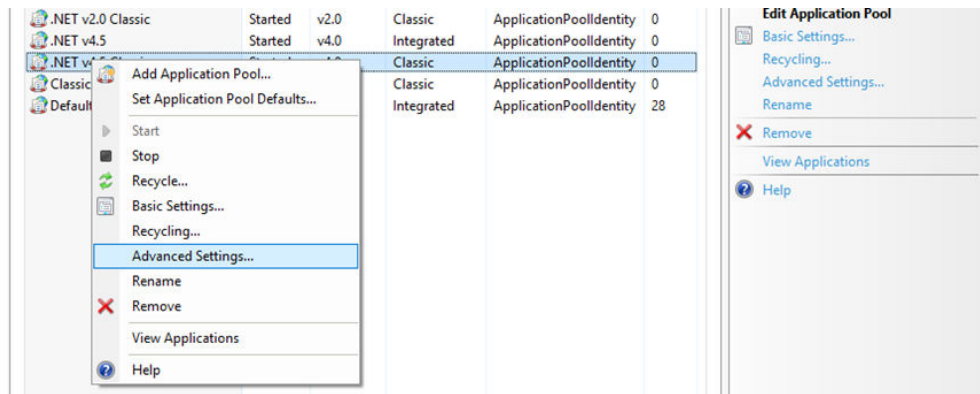 .NET v2.0 Classic Started v2.0 Classic ApplicationPoolIdentity 0
.NET v4.5 Started v4.0 Integrated ApplicationPoolIdentity 0
.NET Classic ApplicationPoolIdentity 0
Classic Classic ApplicationPoolIdentity 0
Default Integrated ApplicationPoolIdentity 28
Add Application Pool...
Set Application Pool Defaults...
Start
Stop
Recycle...
Basic Settings...
Recycling...
Advanced Settings...
Rename
Remove
View Applications
Help
Edit Application Pool
Basic Settings...
Recycling...
Advanced Settings...
Rename
Remove
View Applications
Help